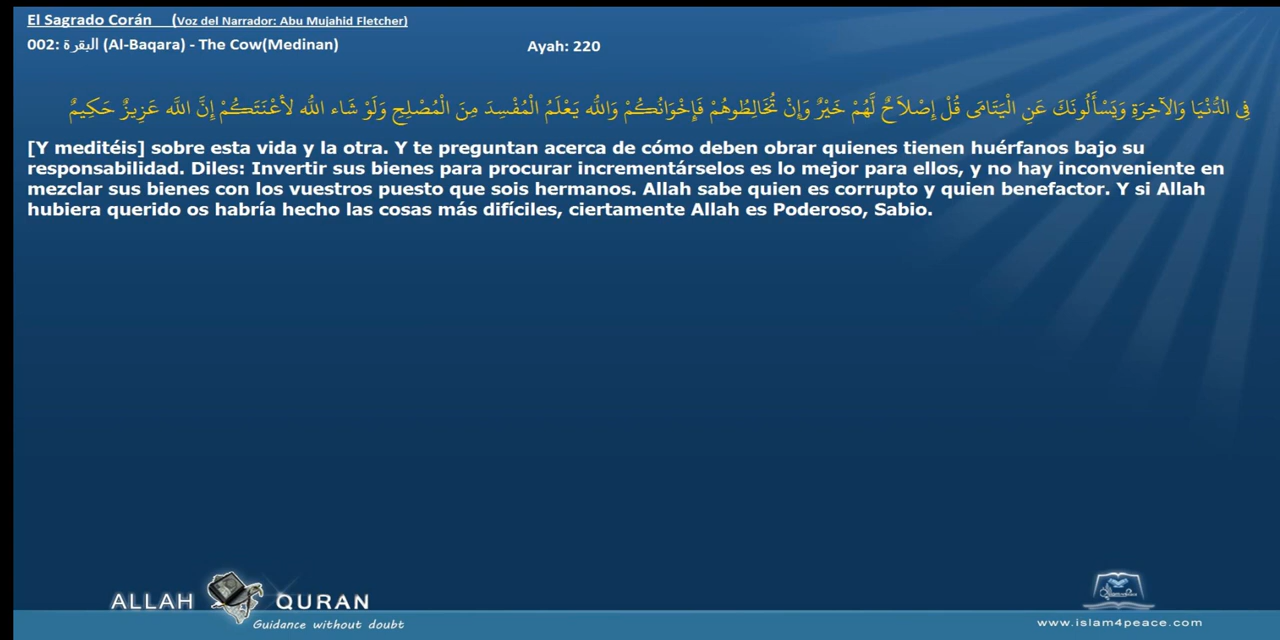 El Sagrado Corán (Voz del Narrador: Abu Mujahid Fletcher)
002: البقرة (Al-Baqara) - The Cow(Medinan) Ayah: 220
فِي الدُّنْيَا وَالآخِرَةِ وَيَسْأَلُونَكَ عَنِ الْيَتَامَى قُلْ إِصْلاَحٌ لَّهُمْ خَيْرٌ وَإِنْ تُخَالِطُوهُمْ فَإِخْوَانُكُمْ وَاللّهُ يَعْلَمُ الْمُفْسِدَ مِنَ الْمُصْلِحِ وَلَوْ شَاء اللّهُ لأعْنَتَكُمْ إِنَّ اللّهَ عَزِيزٌ حَكِيمٌ
[Y meditéis] sobre esta vida y la otra. Y te preguntan acerca de cómo deben obrar quienes tienen huérfanos bajo su
responsabilidad. Diles: Invertir sus bienes para procurar incrementárselos es lo mejor para ellos, y no hay inconveniente en
mezclar sus bienes con los vuestros puesto que sois hermanos. Allah sabe quien es corrupto y quien benefactor. Y si Allah
hubiera querido os habría hecho las cosas más difíciles, ciertamente Allah es Poderoso, Sabio.
ALLAH QURAN
Guidance without doubt
www.islam4peace.com